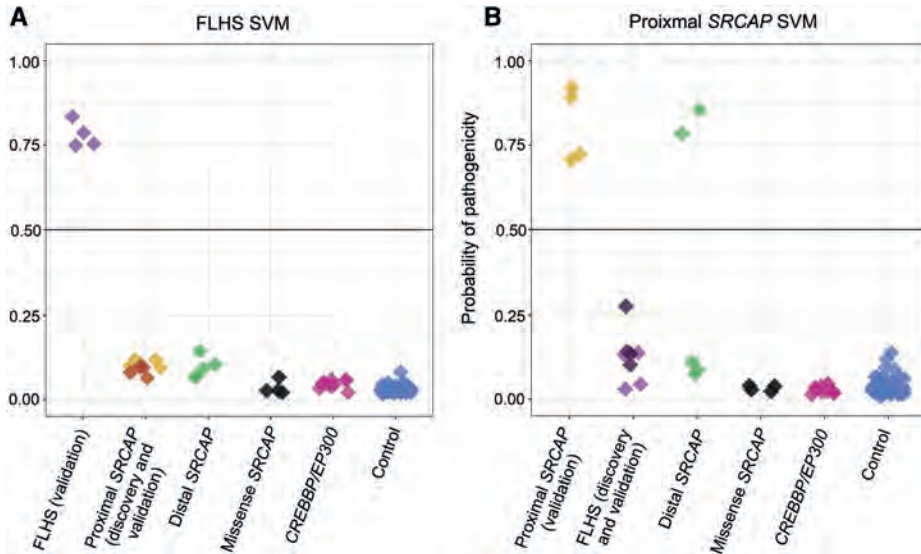 A
FLHS SVM
1.00
0.75
0.50
0.25
0.00
FLHS (validation)
Proximal SRCAP
(discovery and
validation)
Distal SRCAP
Missense SRCAP
CREBBP/EP300
Control
B
Proixmal SRCAP SVM
Probability of pathogenicity
1.00
0.75
0.50
0.25
0.00
Proximal SRCAP
(validation)
FLHS (discovery
and validation)
Distal SRCAP
Missense SRCAP
CREBBP/EP300
Control